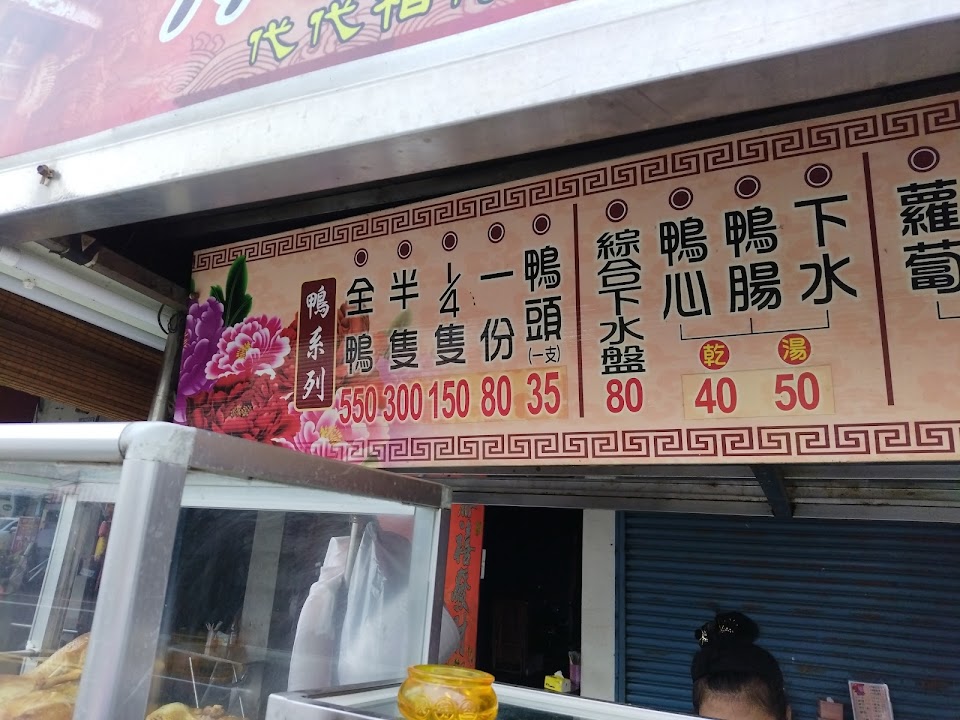 代代相
鴨系列
全鴨 550
半隻 300
1/4隻 150
一份 80
鴨頭(一支) 35
綜合下水盤 80
鴨心 鴨腸 下水
乾 40
湯 50
蘿蔔